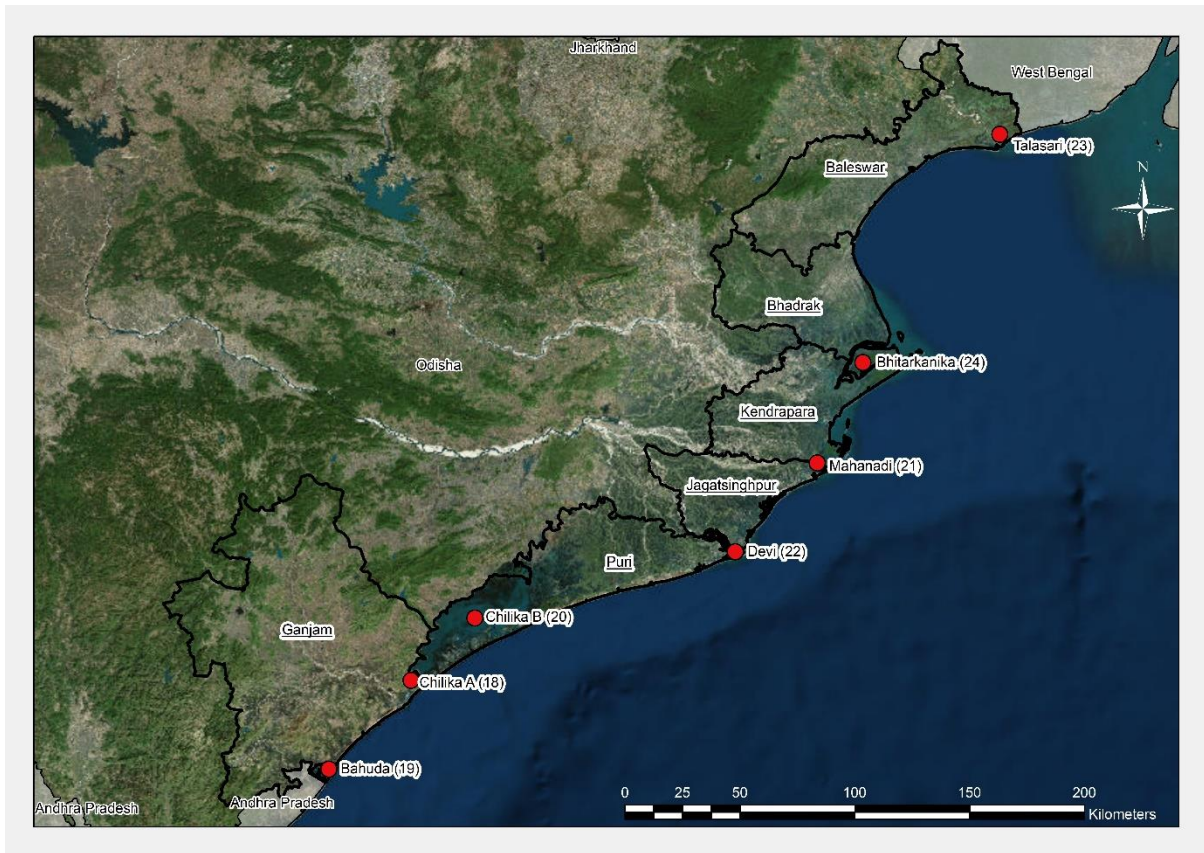 Jharkhand
West Bengal
N
Talasari (23)
Baleswar
Bhadrak
Odisha
Bhitarkanika (24)
Kendrapara
Mahanadi (21)
Jagatsinghpur
Devi (22)
Puri
Chilika B (20)
Ganjam
Chilika A (18)
Bahuda (19)
Andhra Pradesh
Andhra Pradesh
0 25 50 100 150 200
Kilometers